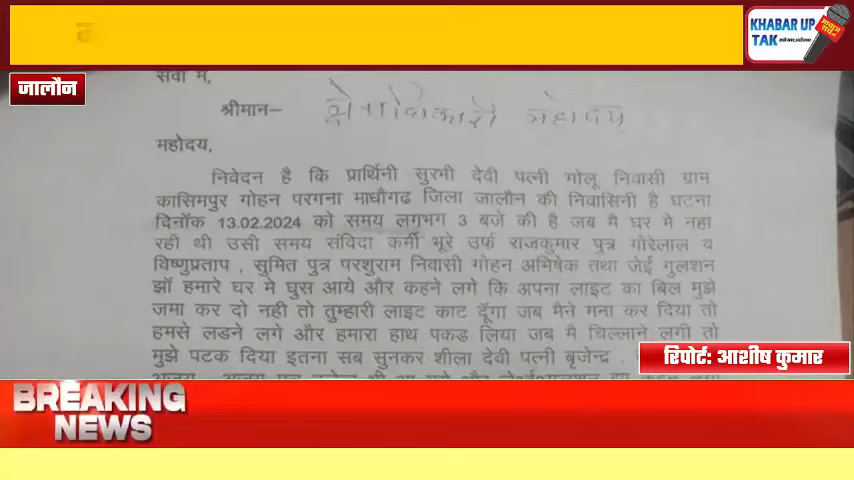 KHABAR UP
TAK
जालौन
सेवा में,
श्रीमान– क्षेत्राधिकारी महोदय
महोदय,
निवेदन है कि प्रार्थिनी सुरभी देवी पत्नी गोलू निवासी ग्राम
कासिमपुर गोहन परगना माधौगढ जिला जालौन की निवासिनी है घटना
दिनॉंक 13.02.2024 को समय लगभग 3 बजे की है जब मै घर मे नहा
रही थी उसी समय संविदा कर्मी भूरे उर्फ राजकुमार पुत्र गोरेलाल व
विष्णुप्रताप , सुमित पुत्र परशुराम निवासी गोहन अभिषेक तथा जेई गुलशन
झॉं हमारे घर मे घुस आये और कहने लगे कि अपना लाइट का बिल मुझे
जमा कर दो नही तो तुम्हारी लाइट काट दूॅंगा जब मैने मना कर दिया तो
हमसे लडने लगे और हमारा हाथ पकड लिया जब मै चिल्लाने लगी तो
मुझे पटक दिया इतना सब सुनकर शीला देवी पत्नी बृजेन्द्र .
रिपोर्ट: आशीष कुमार
BREAKING
NEWS